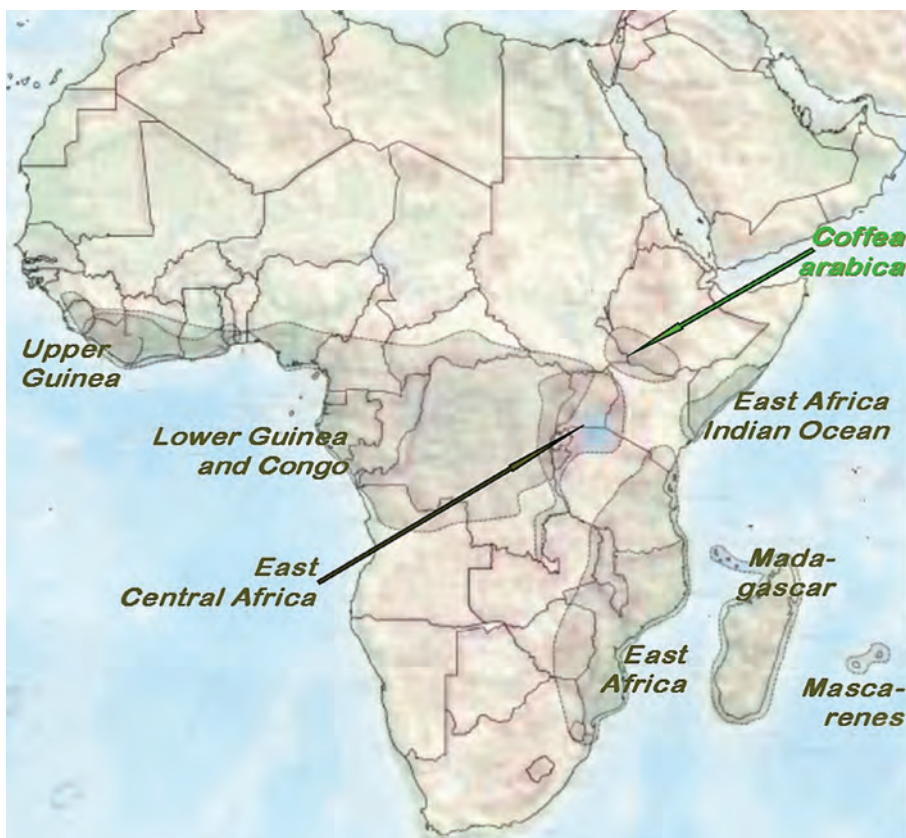 Coffea
arabica
Upper
Guinea
East Africa
Indian Ocean
Lower Guinea
and Congo
East
Central Africa
Mada-
gascar
East
Africa
Masca-
renes